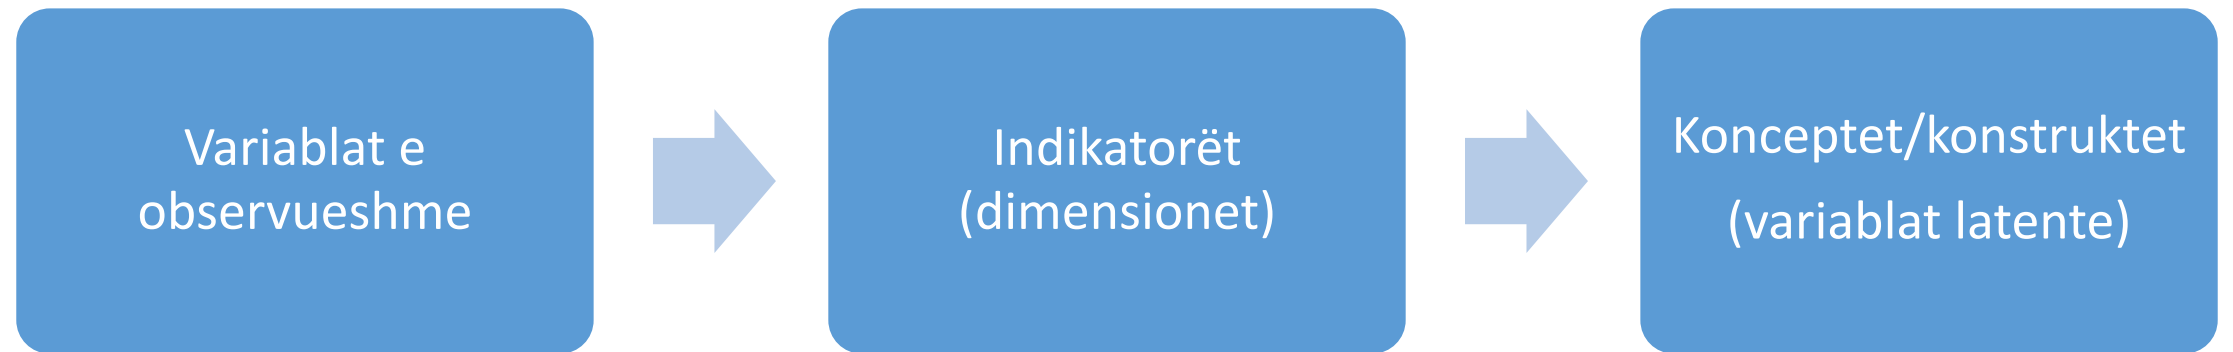 Variablat e
observueshme
Indikatorët
(dimensionet)
Konceptet/konstruktet
(variablat latente)